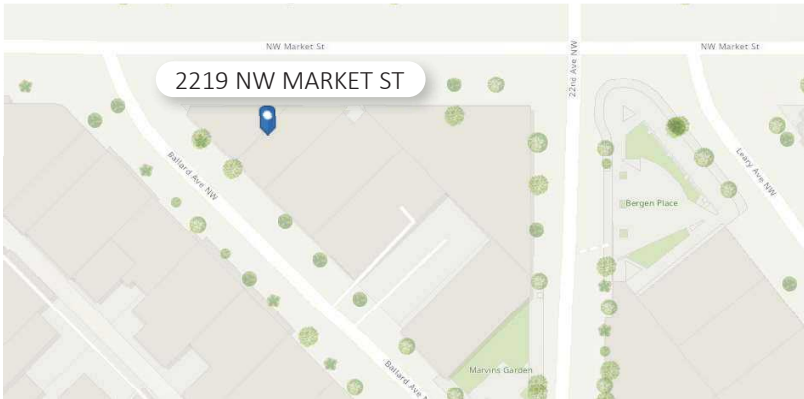 NW Market St
NW Market St
2219 NW MARKET ST
22nd Ave NW
Ballard Ave NW
Leary Ave NW
Bergen Place
Marvins Garden
Ballard Ave N